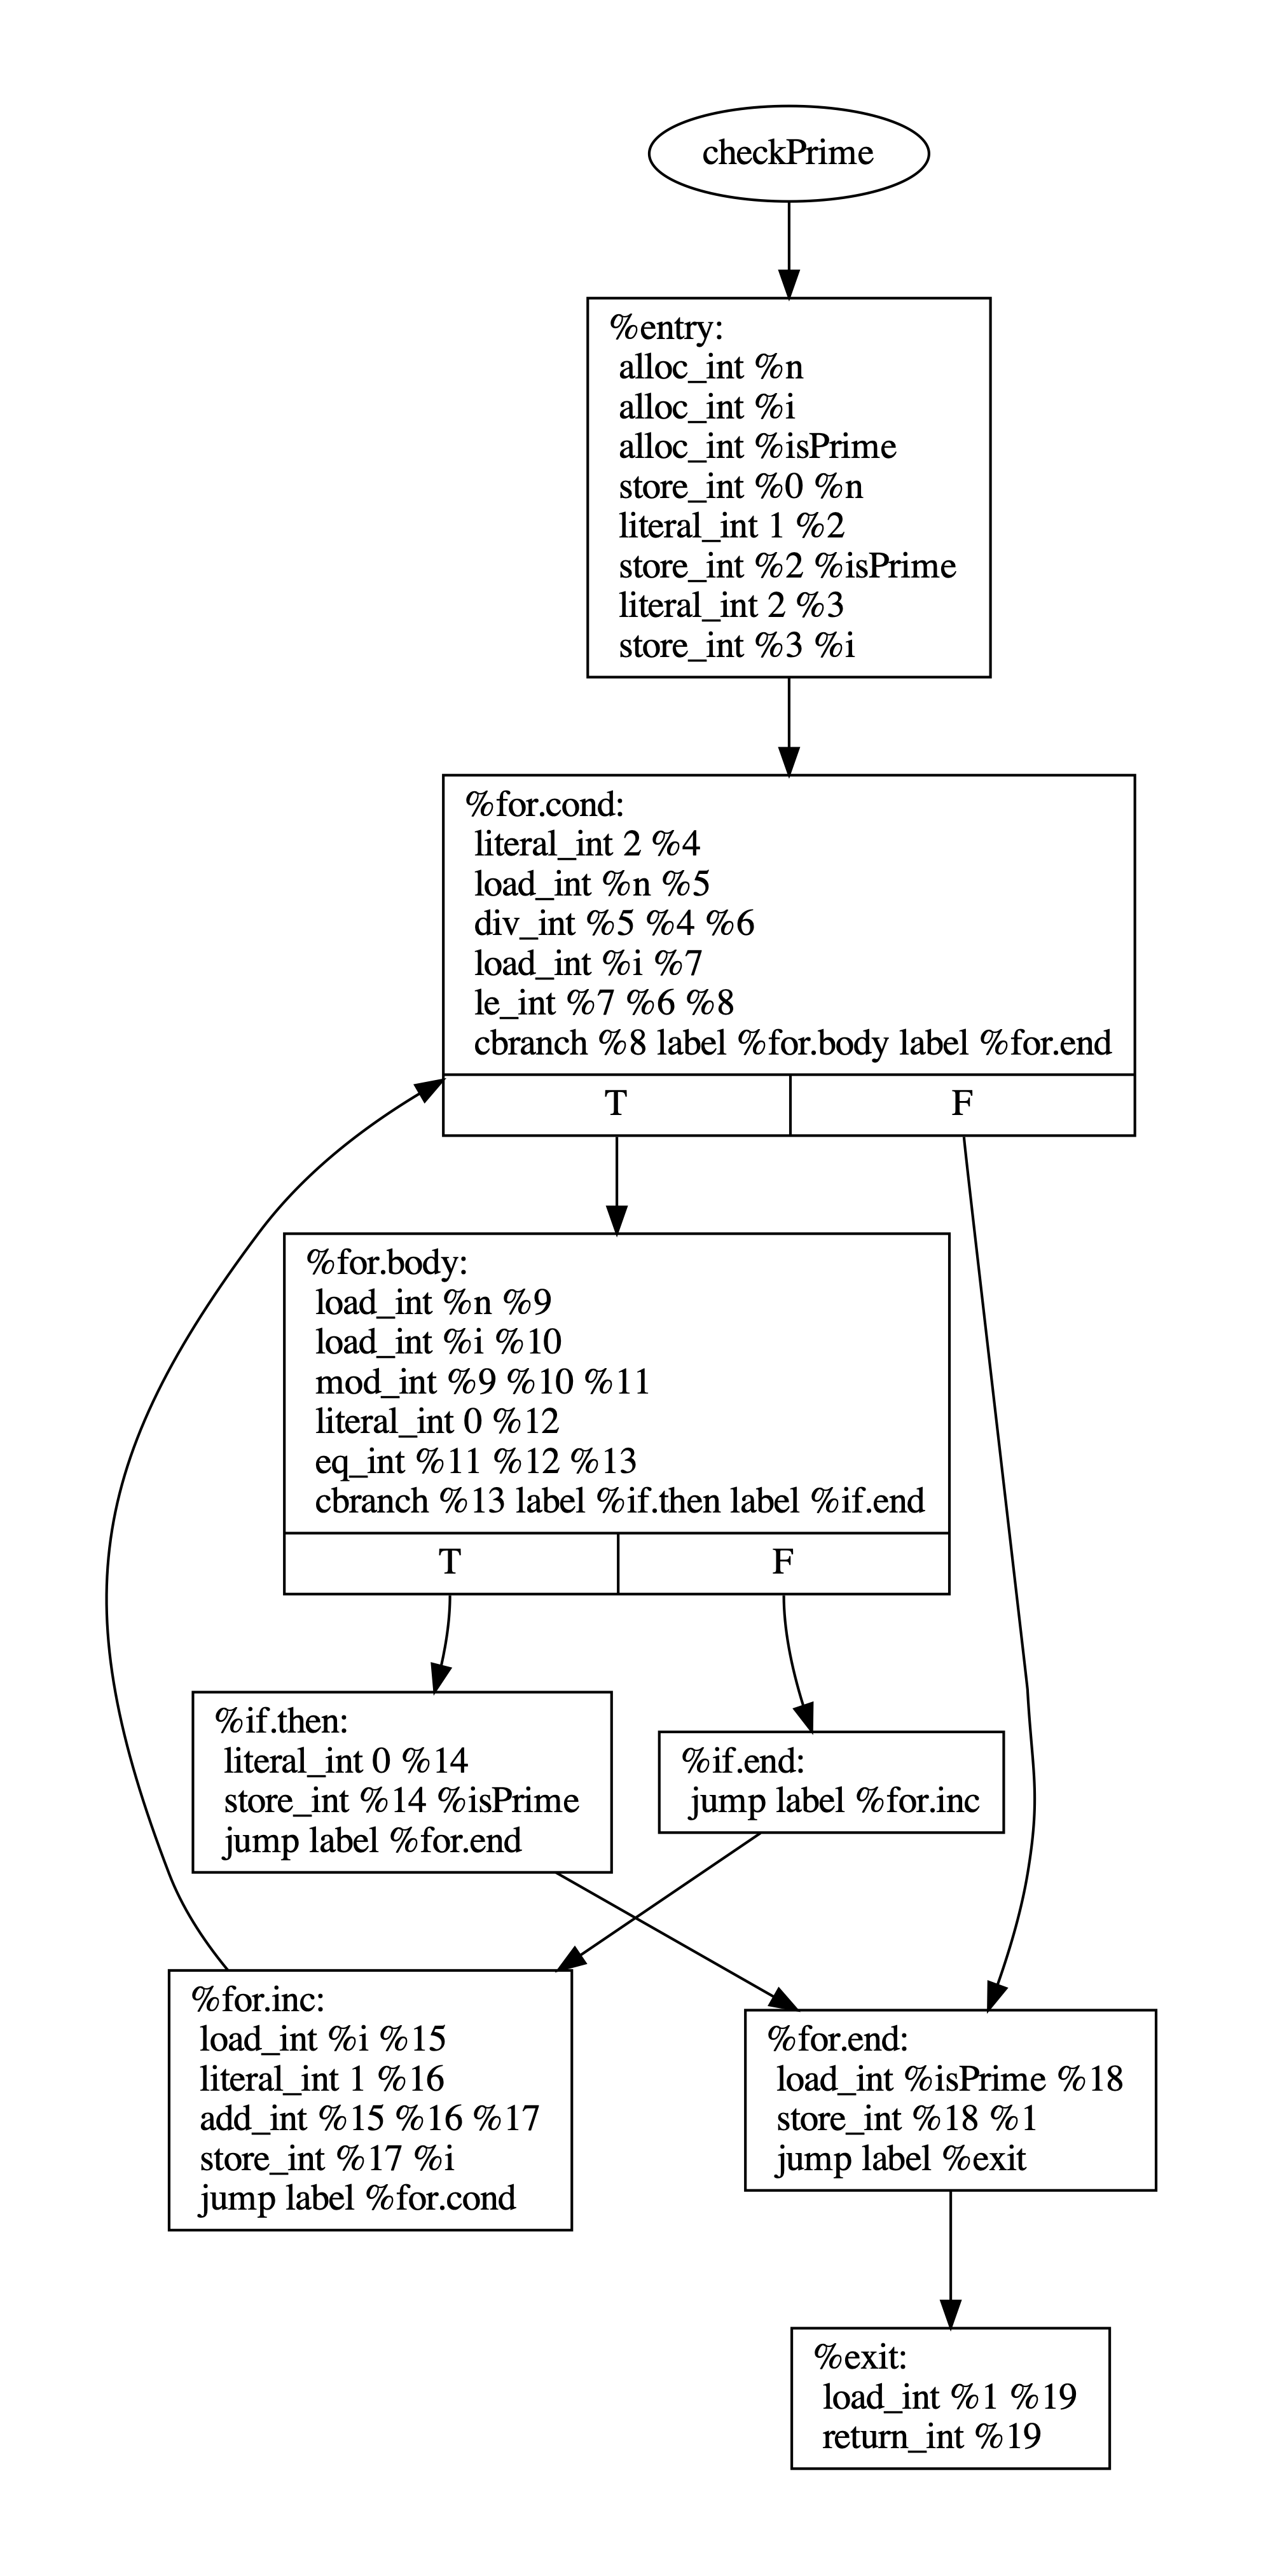 checkPrime
%entry:
alloc_int %n
alloc_int %i
alloc_int %isPrime
store_int %0 %n
literal_int 1 %2
store_int %2 %isPrime
literal_int 2 %3
store_int %3 %i
%for.cond:
literal_int 2 %4
load_int %n %5
div_int %5 %4 %6
load_int %i %7
le_int %7 %6 %8
cbranch %8 label %for.body label %for.end
T F
%for.body:
load_int %n %9
load_int %i %10
mod_int %9 %10 %11
literal_int 0 %12
eq_int %11 %12 %13
cbranch %13 label %if.then label %if.end
T F
%if.then:
literal_int 0 %14
store_int %14 %isPrime
jump label %for.end
%if.end:
jump label %for.inc
%for.inc:
load_int %i %15
literal_int 1 %16
add_int %15 %16 %17
store_int %17 %i
jump label %for.cond
%for.end:
load_int %isPrime %18
store_int %18 %1
jump label %exit
%exit:
load_int %1 %19
return_int %19